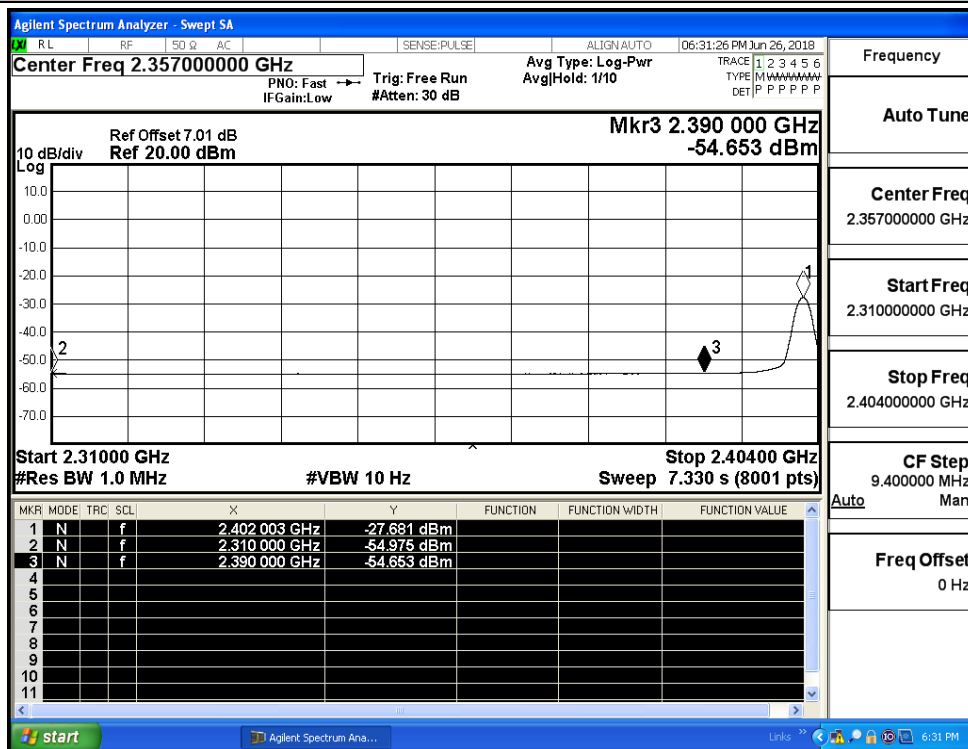 Agilent Spectrum Analyzer - Swept SA
LXI RL RF 50 Ω AC SENSE:PULSE ALIGN AUTO 06:31:26 PM Jun 26, 2018
Center Freq 2.357000000 GHz
PNO: Fast
IFGain:Low
Trig: Free Run
#Atten: 30 dB
Avg Type: Log-Pwr
Avg|Hold: 1/10
TRACE 1 2 3 4 5 6
TYPE M WWWWW
DET P P P P P P
Ref Offset 7.01 dB
Ref 20.00 dBm
10 dB/div
Log
Mkr3 2.390 000 GHz
-54.653 dBm
10.0
0.00
-10.0
-20.0
-30.0
-40.0
-50.0
-60.0
-70.0
1
2
3
Start 2.31000 GHz
Stop 2.40400 GHz
#Res BW 1.0 MHz
#VBW 10 Hz
Sweep 7.330 s (8001 pts)
MKR MODE TRC SCL X Y FUNCTION FUNCTION WIDTH FUNCTION VALUE
1 N f 2.402 003 GHz -27.681 dBm
2 N f 2.310 000 GHz -54.975 dBm
3 N f 2.390 000 GHz -54.653 dBm
4
5
6
7
8
9
10
11
Frequency
Auto Tune
Center Freq
2.357000000 GHz
Start Freq
2.310000000 GHz
Stop Freq
2.404000000 GHz
CF Step
9.400000 MHz
Auto Man
Freq Offset
0 Hz
start
Agilent Spectrum Ana...
Links
6:31 PM